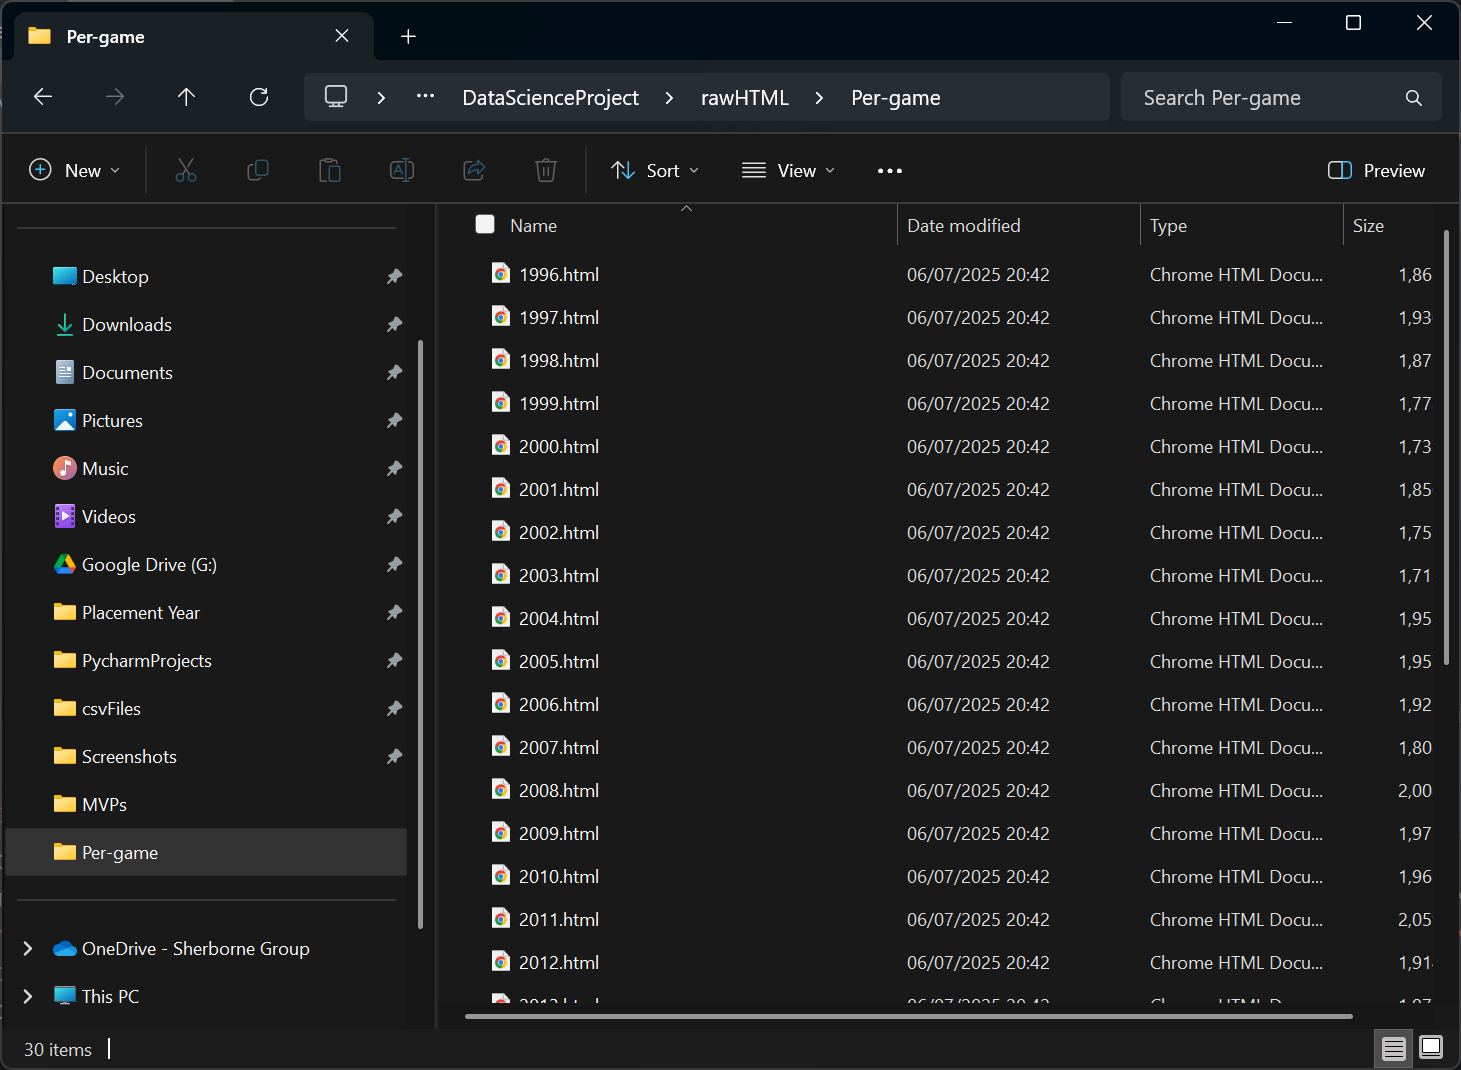 Per-game
DataScienceProject
rawHTML
Per-game
Search Per-game
New
Sort
View
Preview
Name
Date modified
Type
Size
Desktop
Downloads
Documents
Pictures
Music
Videos
Google Drive (G:)
Placement Year
PycharmProjects
csvFiles
Screenshots
MVPs
Per-game
OneDrive - Sherborne Group
This PC
1996.html 06/07/2025 20:42 Chrome HTML Docu... 1,86
1997.html 06/07/2025 20:42 Chrome HTML Docu... 1,93
1998.html 06/07/2025 20:42 Chrome HTML Docu... 1,87
1999.html 06/07/2025 20:42 Chrome HTML Docu... 1,77
2000.html 06/07/2025 20:42 Chrome HTML Docu... 1,73
2001.html 06/07/2025 20:42 Chrome HTML Docu... 1,85
2002.html 06/07/2025 20:42 Chrome HTML Docu... 1,75
2003.html 06/07/2025 20:42 Chrome HTML Docu... 1,71
2004.html 06/07/2025 20:42 Chrome HTML Docu... 1,95
2005.html 06/07/2025 20:42 Chrome HTML Docu... 1,95
2006.html 06/07/2025 20:42 Chrome HTML Docu... 1,92
2007.html 06/07/2025 20:42 Chrome HTML Docu... 1,80
2008.html 06/07/2025 20:42 Chrome HTML Docu... 2,00
2009.html 06/07/2025 20:42 Chrome HTML Docu... 1,97
2010.html 06/07/2025 20:42 Chrome HTML Docu... 1,96
2011.html 06/07/2025 20:42 Chrome HTML Docu... 2,05
2012.html 06/07/2025 20:42 Chrome HTML Docu... 1,91
30 items